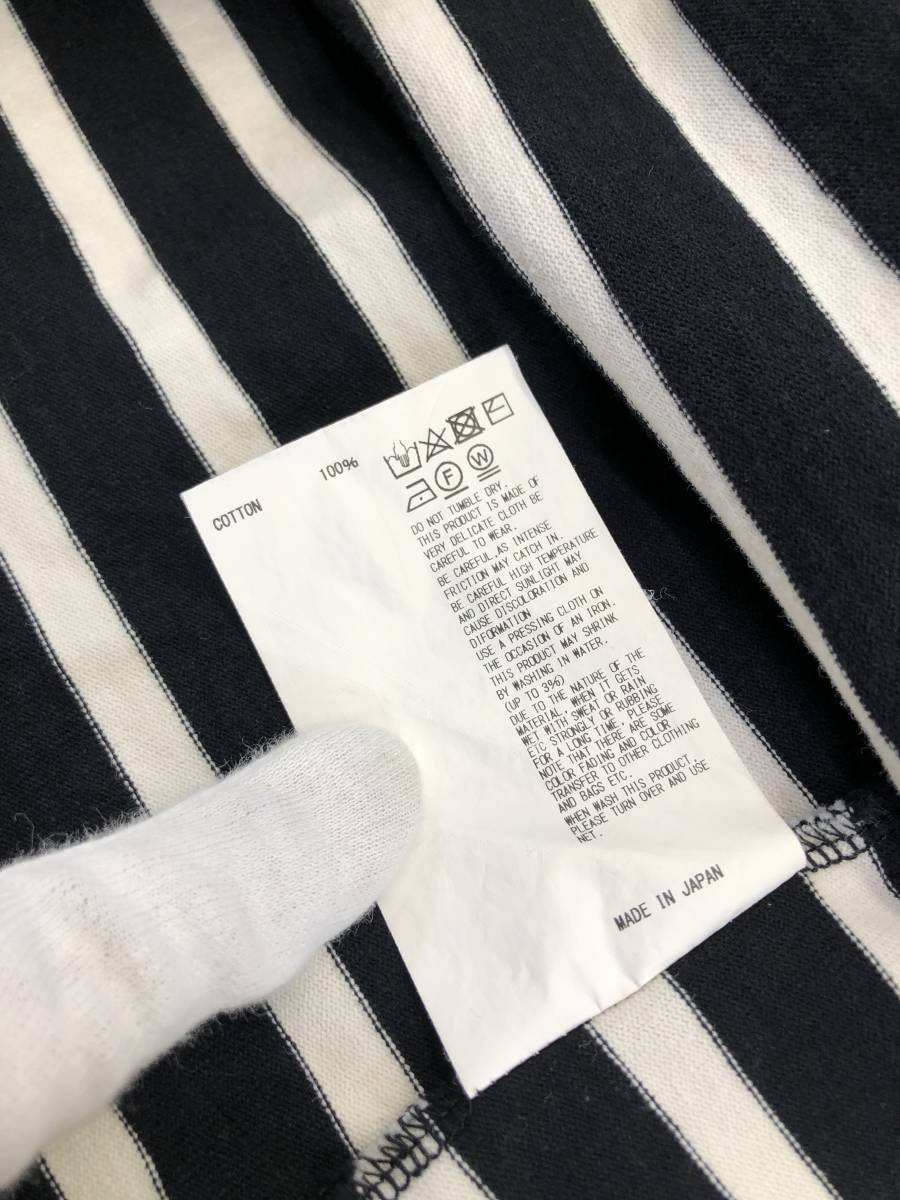 COTTON 100%
F W
DO NOT TUMBLE DRY.
THIS PRODUCT IS MADE OF
VERY DELICATE CLOTH BE
CAREFUL TO WEAR.
BE CAREFUL.AS INTENSE
FRICTION MAY CATCH IN.
BE CAREFUL HIGH TEMPERATURE
AND DIRECT SUNLIGHT MAY
CAUSE DISCOLORATION AND
DIFORMATION
USE A PRESSING CLOTH ON
THE OCCASION OF AN IRON.
THIS PRODUCT MAY SHRINK
BY WASHING IN WATER.
(UP TO 3%)
DUE TO THE NATURE OF THE
MATERIAL, WHEN IT GETS
WET WITH SWEAT OR RAIN
ETC STRONGLY OR RUBBING
FOR A LONG TIME, PLEASE
NOTE THAT THERE ARE SOME
COLOR FADING AND COLOR
TRANSFER TO OTHER CLOTHING
AND BAGS ETC.
WHEN WASH THIS PRODUCT,
PLEASE TURN OVER AND USE
NET.
MADE IN JAPAN